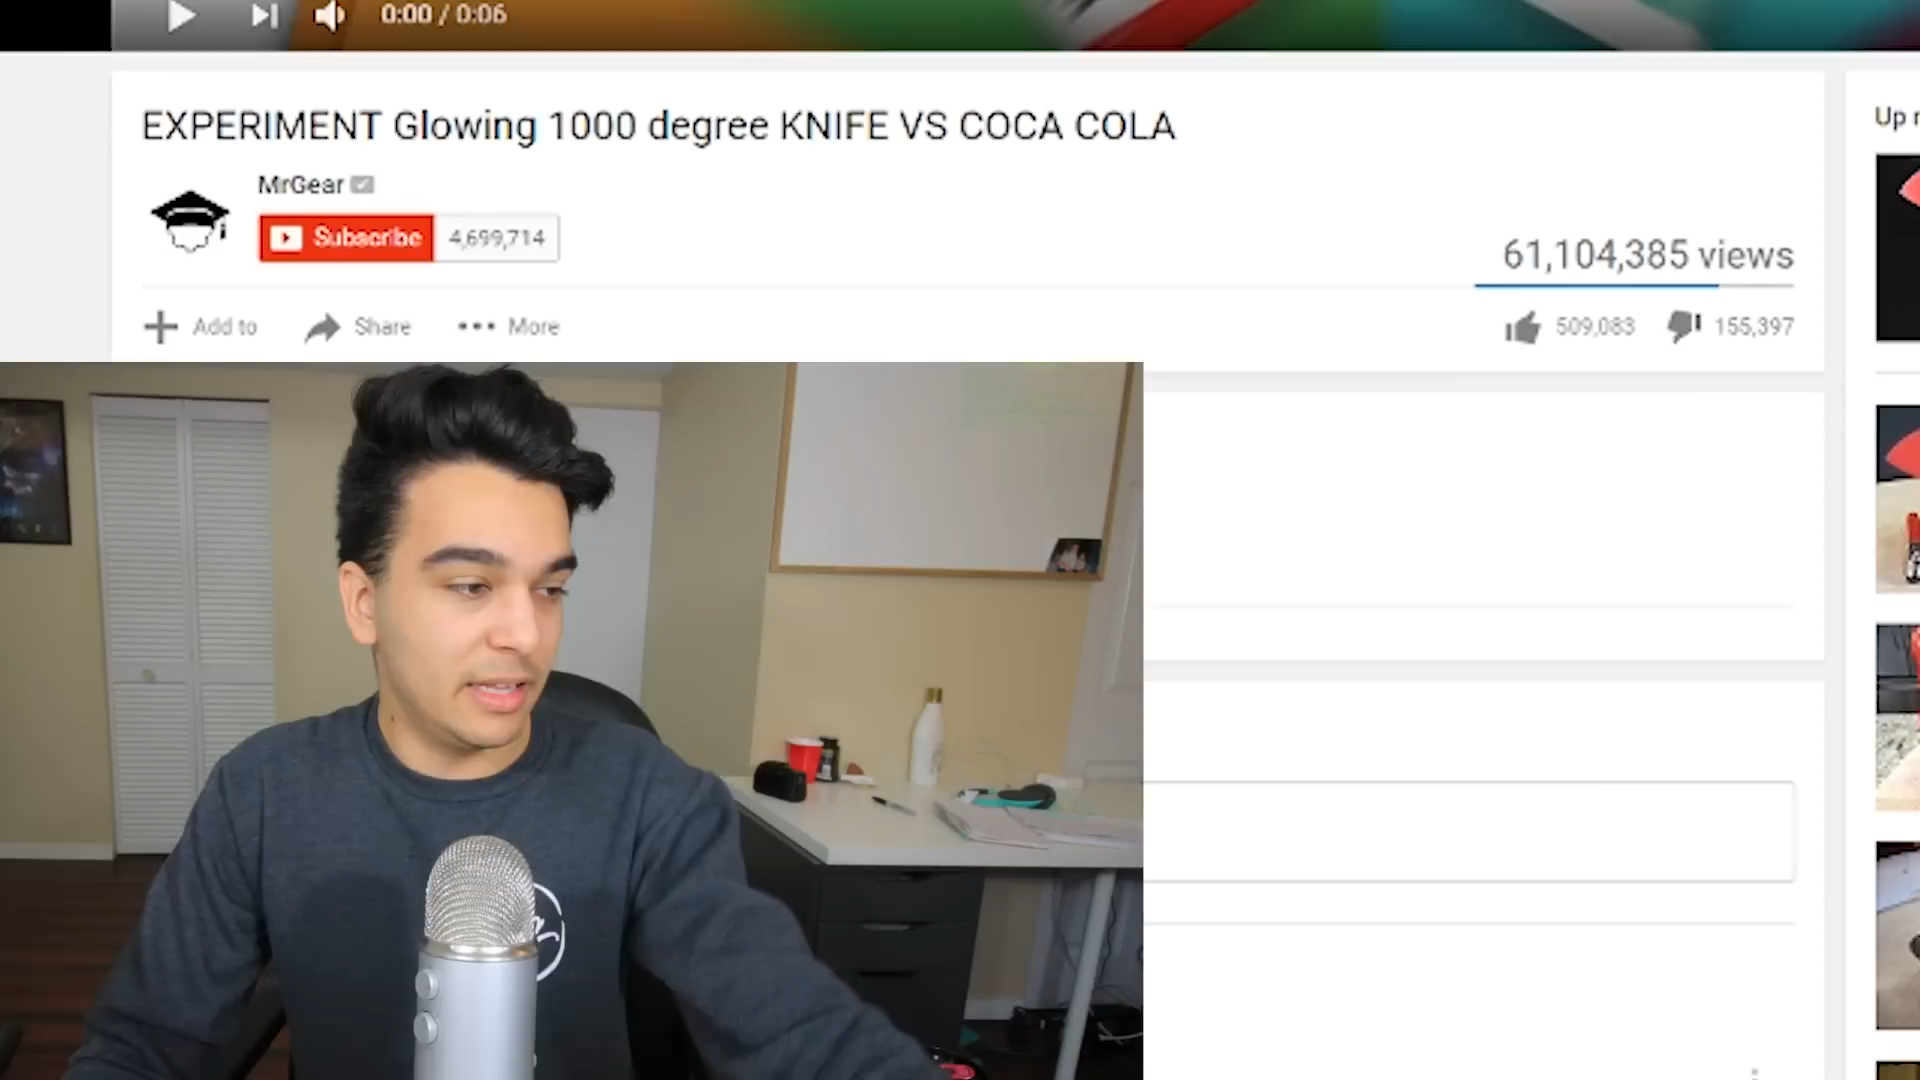 0:00 / 0:06
EXPERIMENT Glowing 1000 degree KNIFE VS COCA COLA
MrGear
Subscribe 4,699,714
61,104,385 views
Add to Share More
509,083 155,397
Up